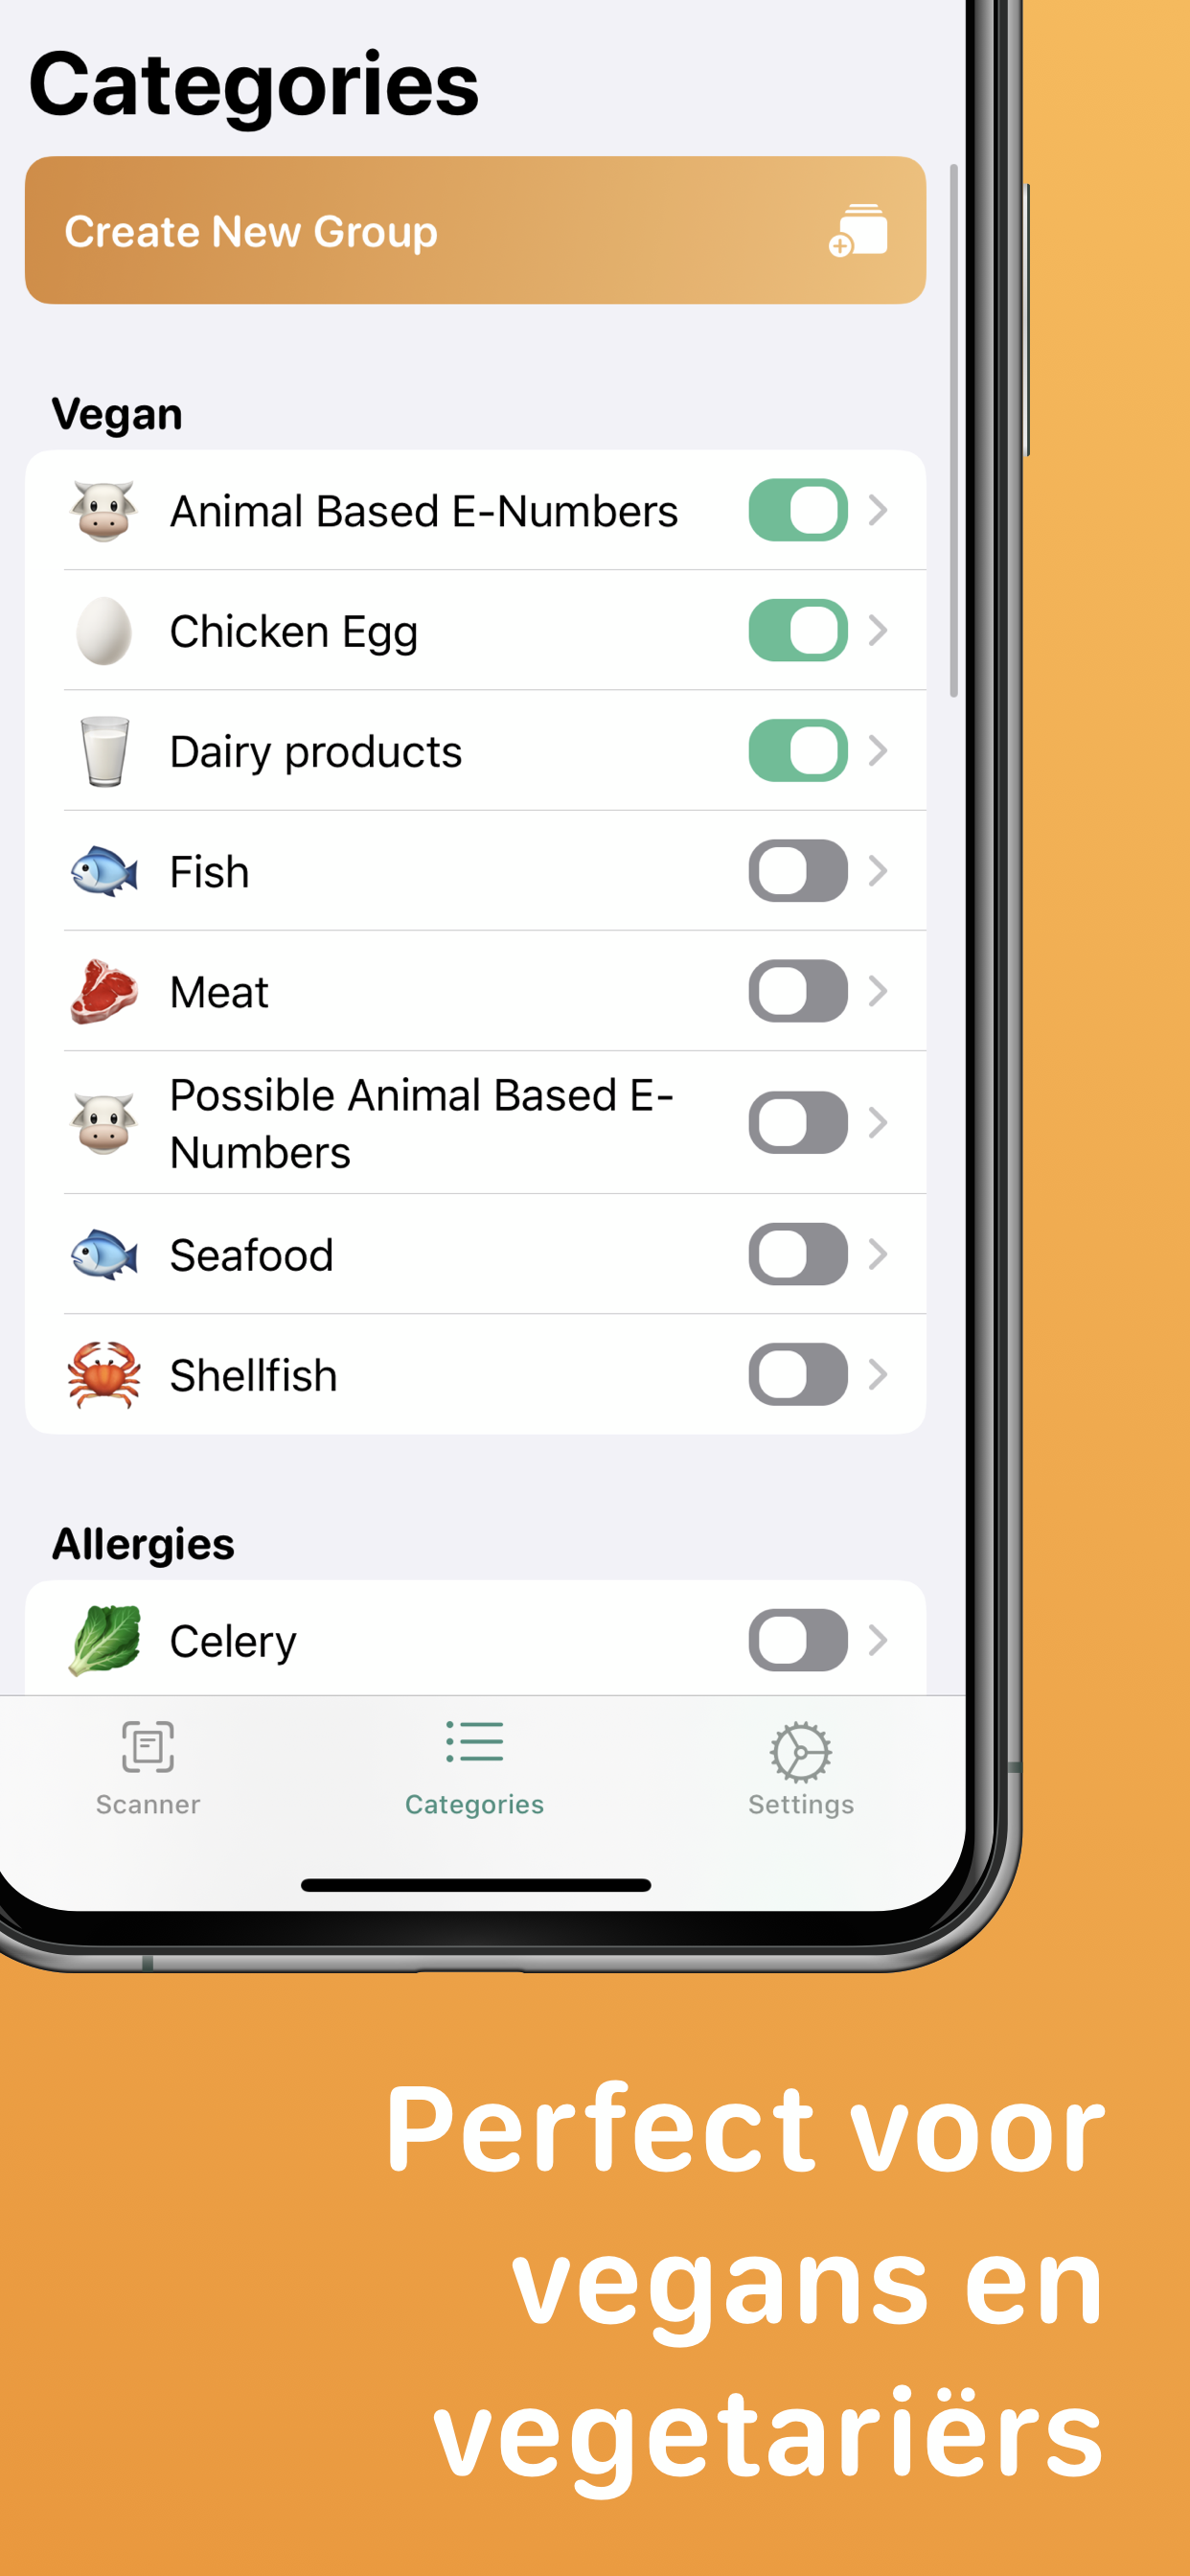 Categories
Create New Group
Vegan
Animal Based E-Numbers
Chicken Egg
Dairy products
Fish
Meat
Possible Animal Based E-
Numbers
Seafood
Shellfish
Allergies
Celery
Scanner
Categories
Settings
Perfect voor
vegans en
vegetariërs